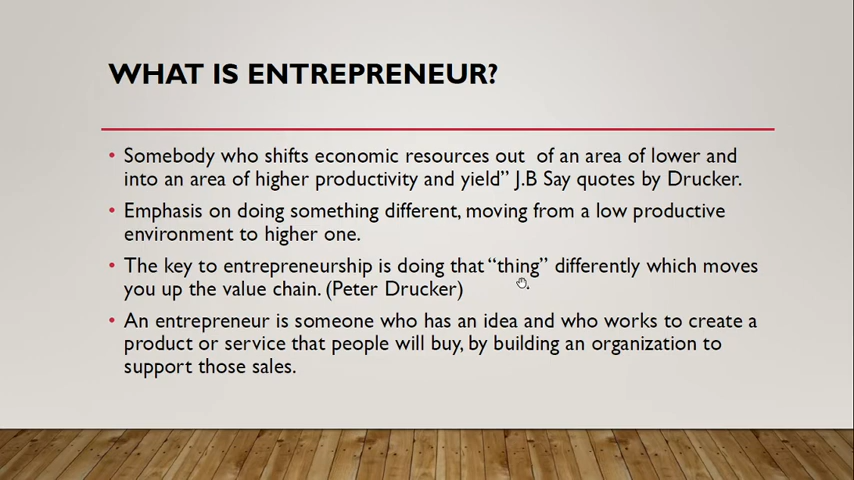 WHAT IS ENTREPRENEUR?
• Somebody who shifts economic resources out  of an area of lower and
into an area of higher productivity and yield” J.B Say quotes by Drucker.
• Emphasis on doing something different, moving from a low productive
environment to higher one.
• The key to entrepreneurship is doing that “thing” differently which moves
you up the value chain. (Peter Drucker)
• An entrepreneur is someone who has an idea and who works to create a
product or service that people will buy, by building an organization to
support those sales.